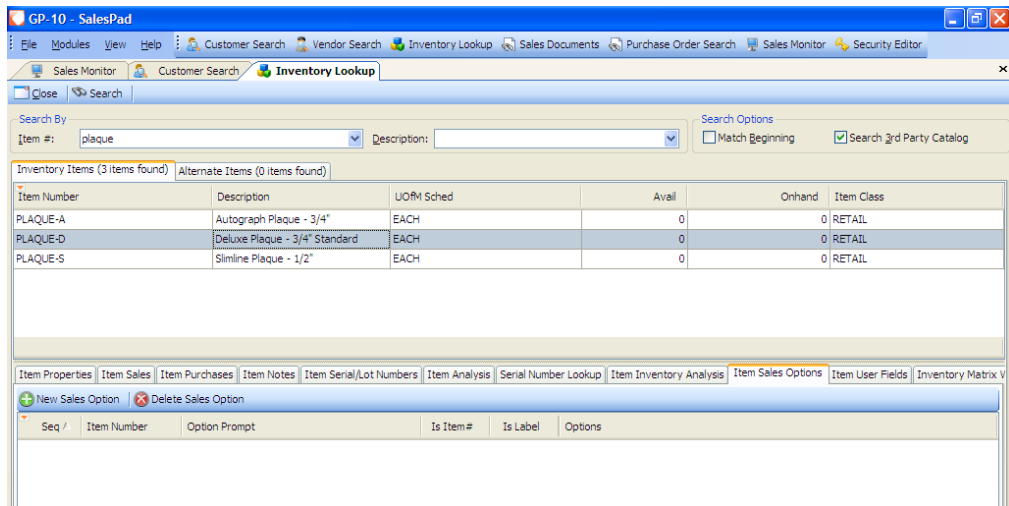 GP-10 - SalesPad
File Modules View Help Customer Search Vendor Search Inventory Lookup Sales Documents Purchase Order Search Sales Monitor Security Editor
Sales Monitor Customer Search Inventory Lookup
Close Search
Search By Search Options
Item #: plaque Description: Match Beginning Search 3rd Party Catalog
Inventory Items (3 items found) Alternate Items (0 items found)
Item Number Description UOfM Sched Avail Onhand Item Class
PLAQUE-A Autograph Plaque - 3/4" EACH 0 0 RETAIL
PLAQUE-D Deluxe Plaque - 3/4" Standard EACH 0 0 RETAIL
PLAQUE-S Slimline Plaque - 1/2" EACH 0 0 RETAIL
Item Properties Item Sales Item Purchases Item Notes Item Serial/Lot Numbers Item Analysis Serial Number Lookup Item Inventory Analysis Item Sales Options Item User Fields Inventory Matrix V
New Sales Option Delete Sales Option
Seq Item Number Option Prompt Is Item# Is Label Options